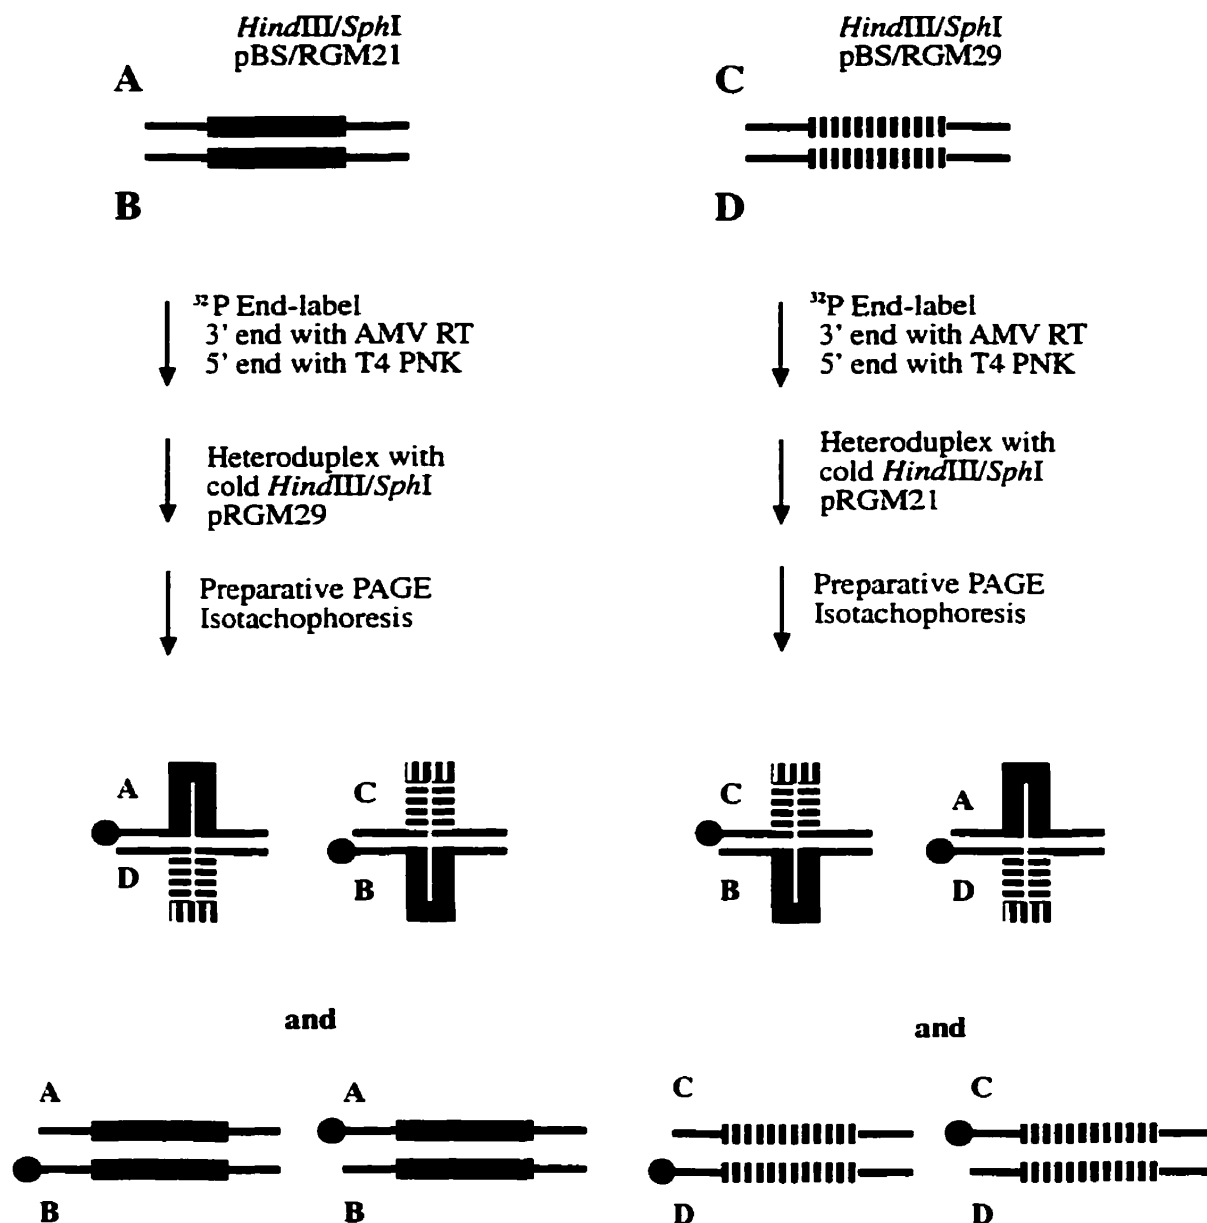 HindIII/SphI
pBS/RGM21
A
B
32P End-label
3' end with AMV RT
5' end with T4 PNK
Heteroduplex with
cold HindIII/SphI
pRGM29
Preparative PAGE
Isotachophoresis
A
D
C
B
and
A
B
A
B
HindIII/SphI
pBS/RGM29
C
D
32P End-label
3' end with AMV RT
5' end with T4 PNK
Heteroduplex with
cold HindIII/SphI
pRGM21
Preparative PAGE
Isotachophoresis
C
B
A
D
and
C
D
C
D